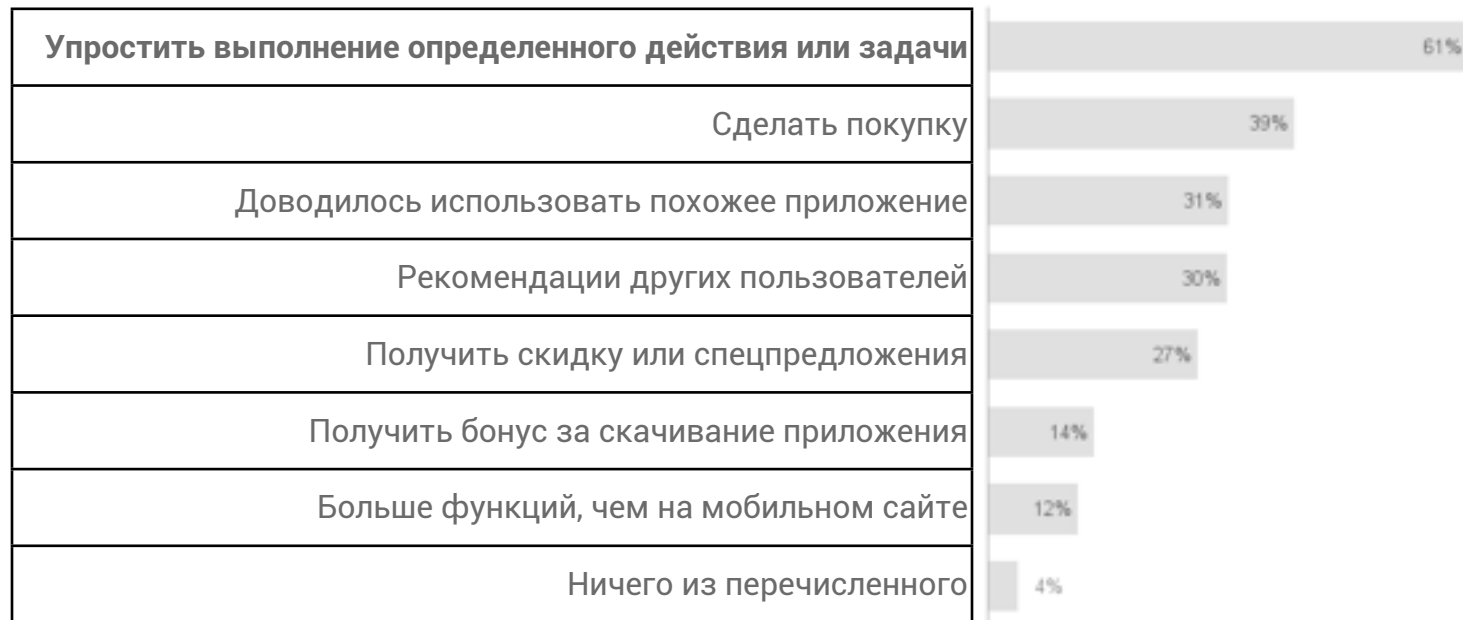 Упростить выполнение определенного действия или задачи 61%
Сделать покупку 39%
Доводилось использовать похожее приложение 31%
Рекомендации других пользователей 30%
Получить скидку или спецпредложения 27%
Получить бонус за скачивание приложения 14%
Больше функций, чем на мобильном сайте 12%
Ничего из перечисленного 4%